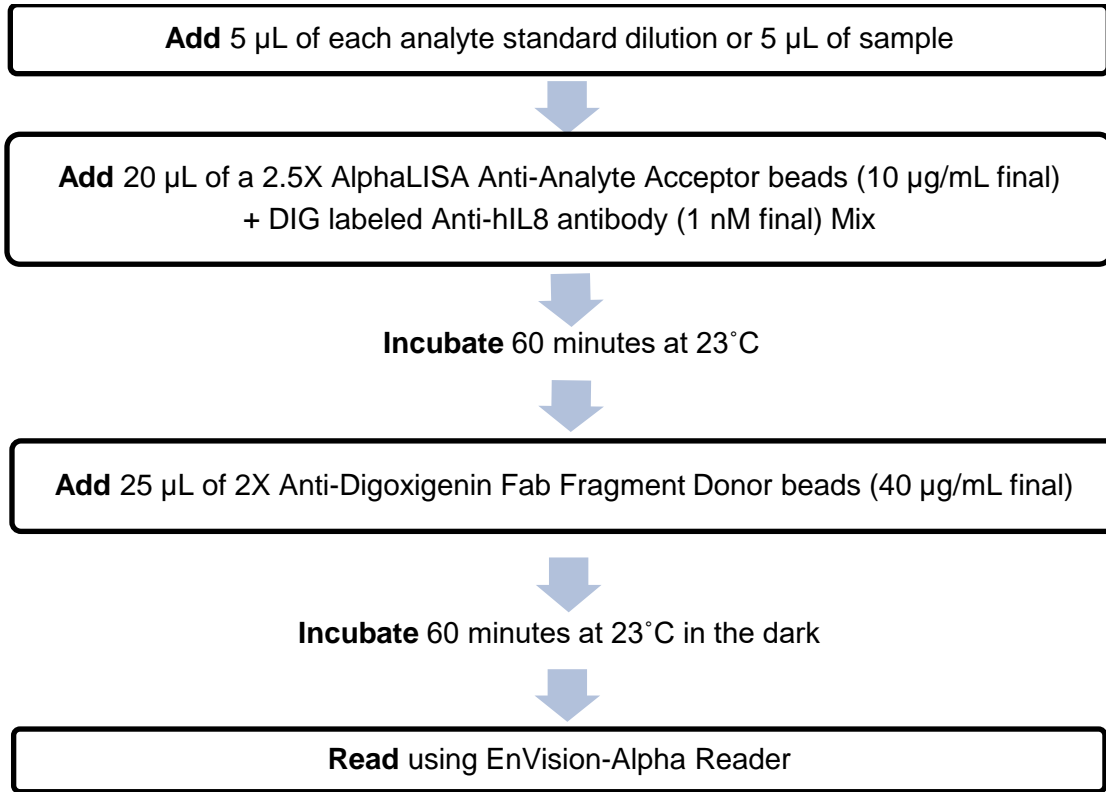 Add 5 µL of each analyte standard dilution or 5 µL of sample
Add 20 µL of a 2.5X AlphaLISA Anti-Analyte Acceptor beads (10 µg/mL final)
+ DIG labeled Anti-hIL8 antibody (1 nM final) Mix
Incubate 60 minutes at 23˚C
Add 25 µL of 2X Anti-Digoxigenin Fab Fragment Donor beads (40 µg/mL final)
Incubate 60 minutes at 23˚C in the dark
Read using EnVision-Alpha Reader